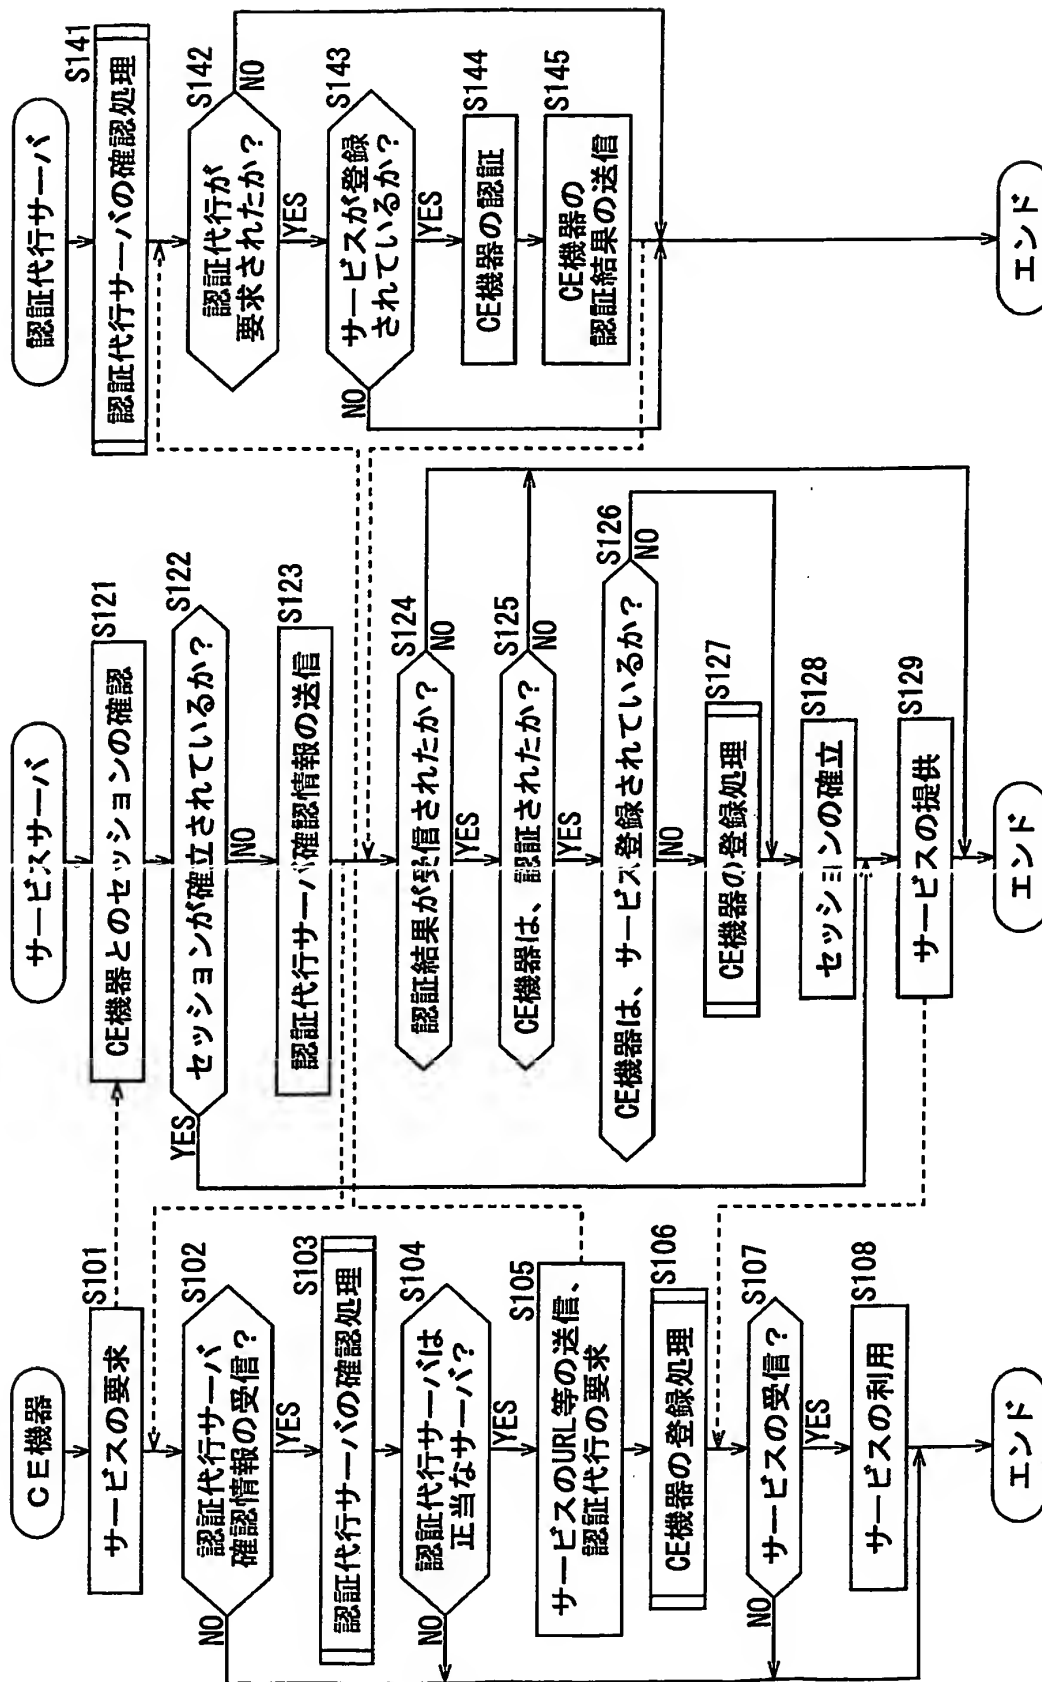 CE機器
サービスの要求
S101
認証代行サーバ
確認情報の受信？
S102
NO
YES
認証代行サーバの確認処理
S103
認証代行サーバは
正当なサーバ？
S104
NO
YES
サービスのURL等の送信、
認証代行の要求
S105
CE機器の登録処理
S106
サービスの受信？
S107
NO
YES
サービスの利用
S108
エンド
サービスサーバ
CE機器とのセッションの確認
S121
セッションが確立されているか？
S122
YES
NO
認証代行サーバ確認情報の送信
S123
認証結果が受信されたか？
S124
NO
YES
CE機器は、認証されたか？
S125
NO
YES
CE機器は、サービス登録されているか？
S126
NO
NO
CE機器の登録処理
S127
セッションの確立
S128
サービスの提供
S129
エンド
認証代行サーバ
認証代行サーバの確認処理
S141
認証代行が
要求されたか？
S142
NO
YES
サービスが登録
されているか？
S143
NO
YES
CE機器の認証
S144
CE機器の
認証結果の送信
S145
エンド